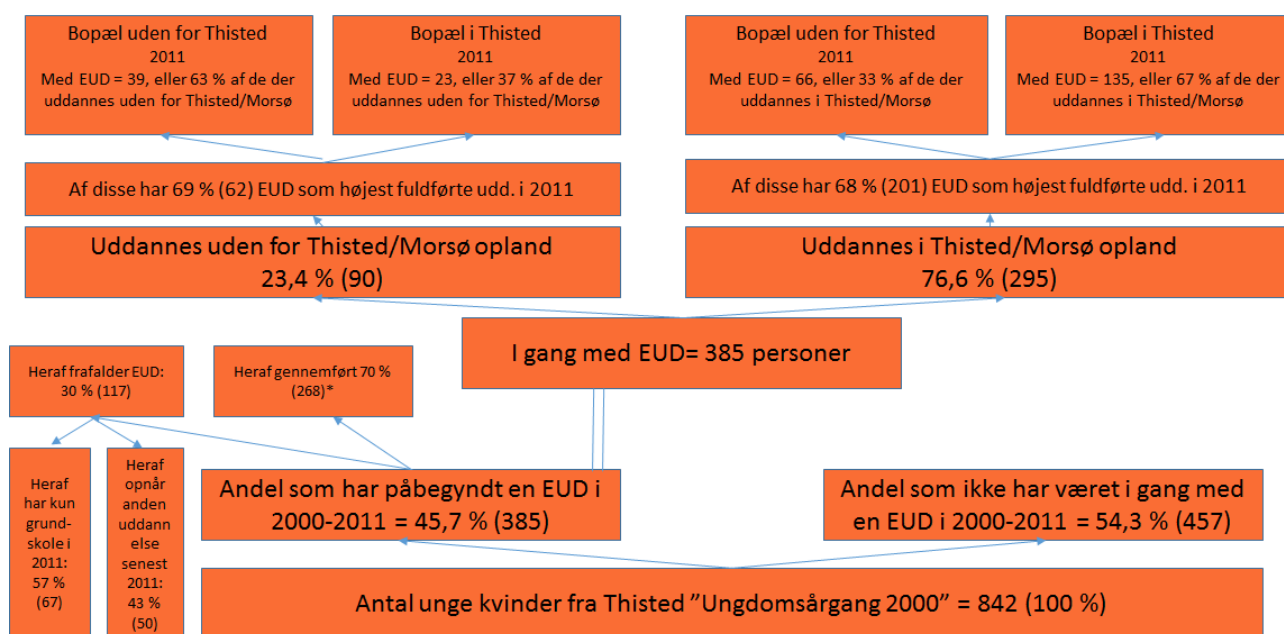 Bopæl uden for Thisted
2011
Med EUD = 39, eller 63 % af de der
uddannes uden for Thisted/Morsø
Bopæl i Thisted
2011
Med EUD = 23, eller 37 % af de der
uddannes uden for Thisted/Morsø
Bopæl uden for Thisted
2011
Med EUD = 66, eller 33 % af de der
uddannes i Thisted/Morsø
Bopæl i Thisted
2011
Med EUD = 135, eller 67 % af de der
uddannes i Thisted/Morsø
Af disse har 69 % (62) EUD som højest fuldførte udd. i 2011
Af disse har 68 % (201) EUD som højest fuldførte udd. i 2011
Uddannes uden for Thisted/Morsø opland
23,4 % (90)
Uddannes i Thisted/Morsø opland
76,6 % (295)
I gang med EUD= 385 personer
Heraf frafalder EUD:
30 % (117)
Heraf gennemført 70 %
(268)*
Heraf
har kun
grund-
skole i
2011:
57 %
(67)
Heraf
opnår
anden
uddann
else
senest
2011:
43 %
(50)
Andel som har påbegyndt en EUD i
2000-2011 = 45,7 % (385)
Andel som ikke har været i gang med
en EUD i 2000-2011 = 54,3 % (457)
Antal unge kvinder fra Thisted ”Ungdomsårgang 2000” = 842 (100 %)